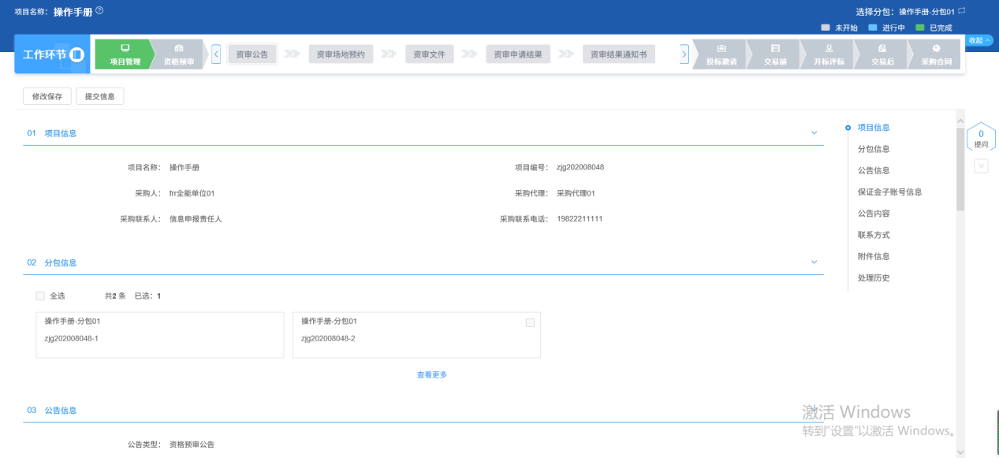 项目名称: 操作手册
选择分包: 操作手册-分包01
未开始 进行中 已完成
收起
工作环节
项目管理
资格预审
资审公告
资审场地预约
资审文件
资审申请结果
资审结果通知书
投标邀请
交易前
开标评标
交易后
采购合同
修改保存
提交信息
01 项目信息
项目名称: 操作手册
项目编号: zjg202008048
采购人: frr全能单位01
采购代理: 采购代理01
采购联系人: 信息申报责任人
采购联系电话: 19822211111
02 分包信息
全选 共2 条 已选: 1
操作手册-分包01
zjg202008048-1
操作手册-分包01
zjg202008048-2
查看更多
03 公告信息
公告类型: 资格预审公告
项目信息
分包信息
公告信息
保证金子账号信息
公告内容
联系方式
附件信息
处理历史
0
提问
激活 Windows
转到"设置"以激活 Windows。